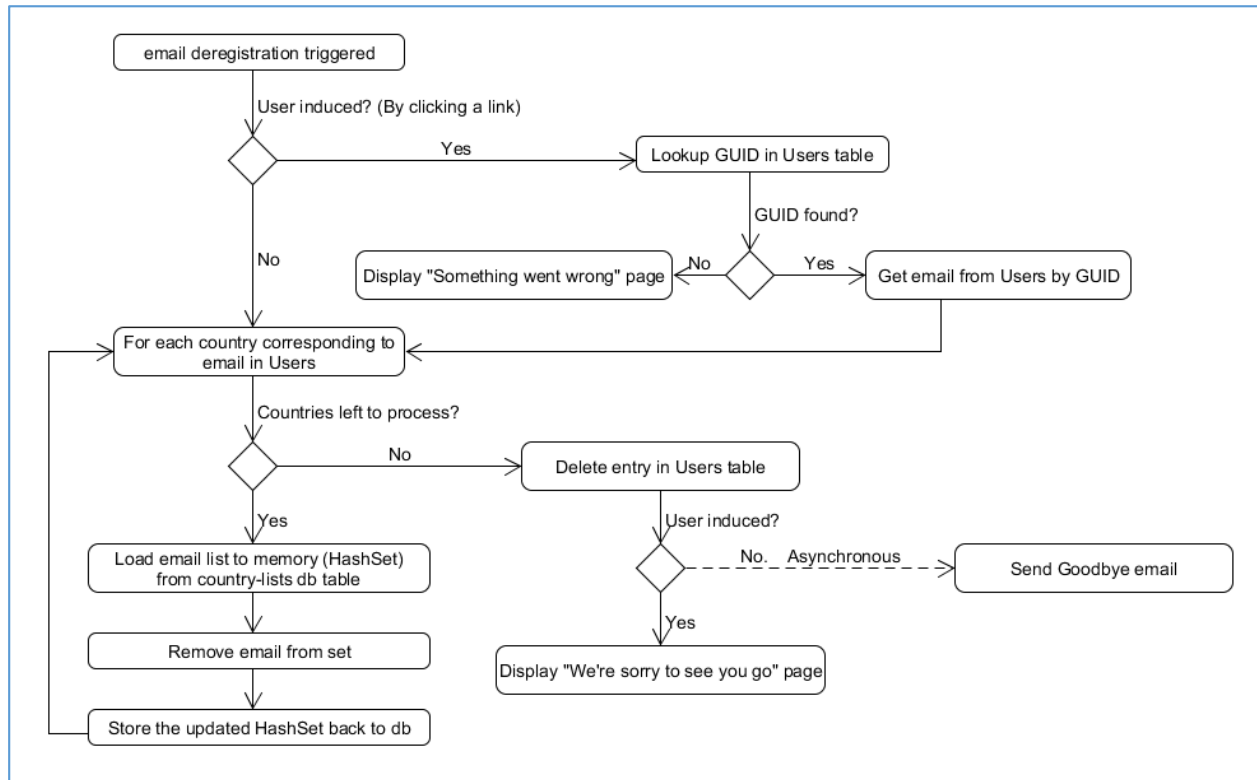 email deregistration triggered
User induced? (By clicking a link)
Yes
Lookup GUID in Users table
GUID found?
No
Display "Something went wrong" page
No
Yes
Get email from Users by GUID
For each country corresponding to
email in Users
Countries left to process?
No
Delete entry in Users table
Yes
User induced?
Load email list to memory (HashSet)
from country-lists db table
No. Asynchronous
Send Goodbye email
Yes
Remove email from set
Display "We're sorry to see you go" page
Store the updated HashSet back to db